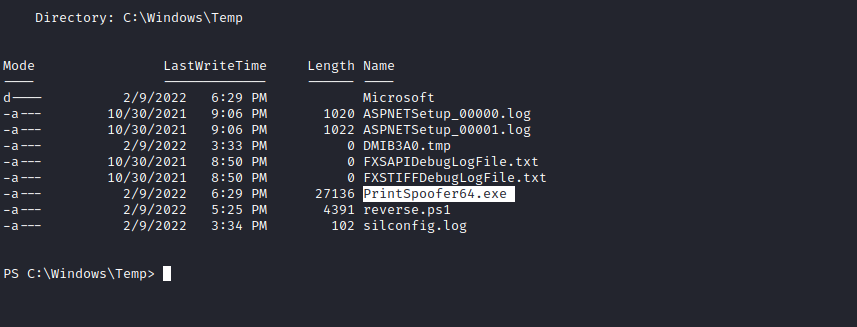 Directory: C:\Windows\Temp
Mode LastWriteTime Length Name
---- ------------- ------ ----
d---- 2/9/2022 6:29 PM Microsoft
-a--- 10/30/2021 9:06 PM 1020 ASPNETSetup_00000.log
-a--- 10/30/2021 9:06 PM 1022 ASPNETSetup_00001.log
-a--- 2/9/2022 3:33 PM 0 DMIB3A0.tmp
-a--- 10/30/2021 8:50 PM 0 FXSAPIDebugLogFile.txt
-a--- 10/30/2021 8:50 PM 0 FXSTIFFDebugLogFile.txt
-a--- 2/9/2022 6:29 PM 27136 PrintSpoofer64.exe
-a--- 2/9/2022 5:25 PM 4391 reverse.ps1
-a--- 2/9/2022 3:34 PM 102 silconfig.log
PS C:\Windows\Temp>